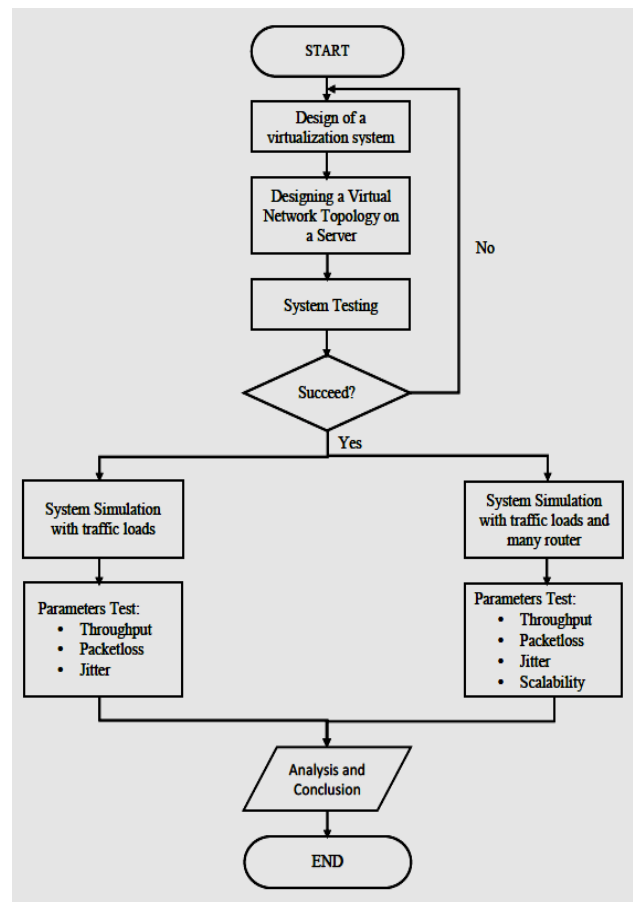 START
Design of a
virtualization system
Designing a Virtual
Network Topology on
a Server
No
System Testing
Succeed?
Yes
System Simulation
with traffic loads
System Simulation
with traffic loads and
many router
Parameters Test:
• Throughput
• Packetloss
• Jitter
Parameters Test:
• Throughput
• Packetloss
• Jitter
• Scalability
Analysis and
Conclusion
END